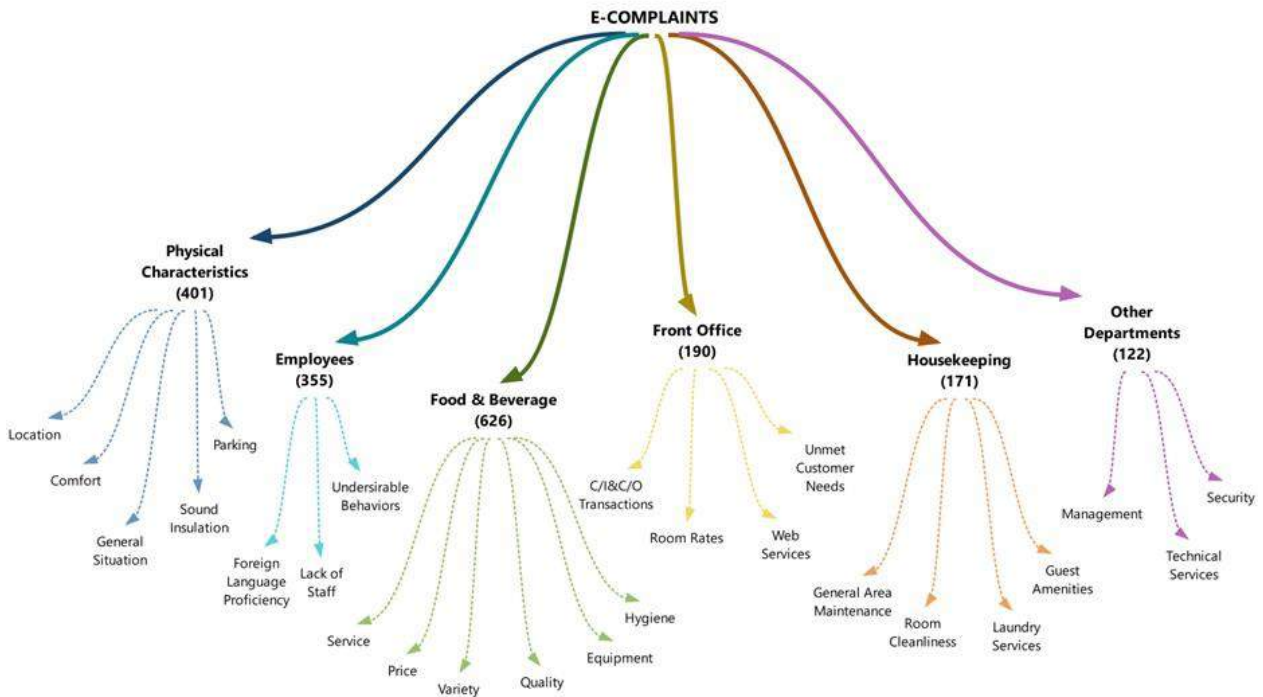 E-COMPLAINTS
Physical
Characteristics
(401)
Location
Comfort
General
Situation
Sound
Insulation
Parking
Employees
(355)
Foreign
Language
Proficiency
Lack of
Staff
Undersirable
Behaviors
Food & Beverage
(626)
Service
Price
Variety
Quality
Equipment
Hygiene
Front Office
(190)
C/I&C/O
Transactions
Room Rates
Web
Services
Unmet
Customer
Needs
Housekeeping
(171)
General Area
Maintenance
Room
Cleanliness
Laundry
Services
Guest
Amenities
Other
Departments
(122)
Management
Technical
Services
Security